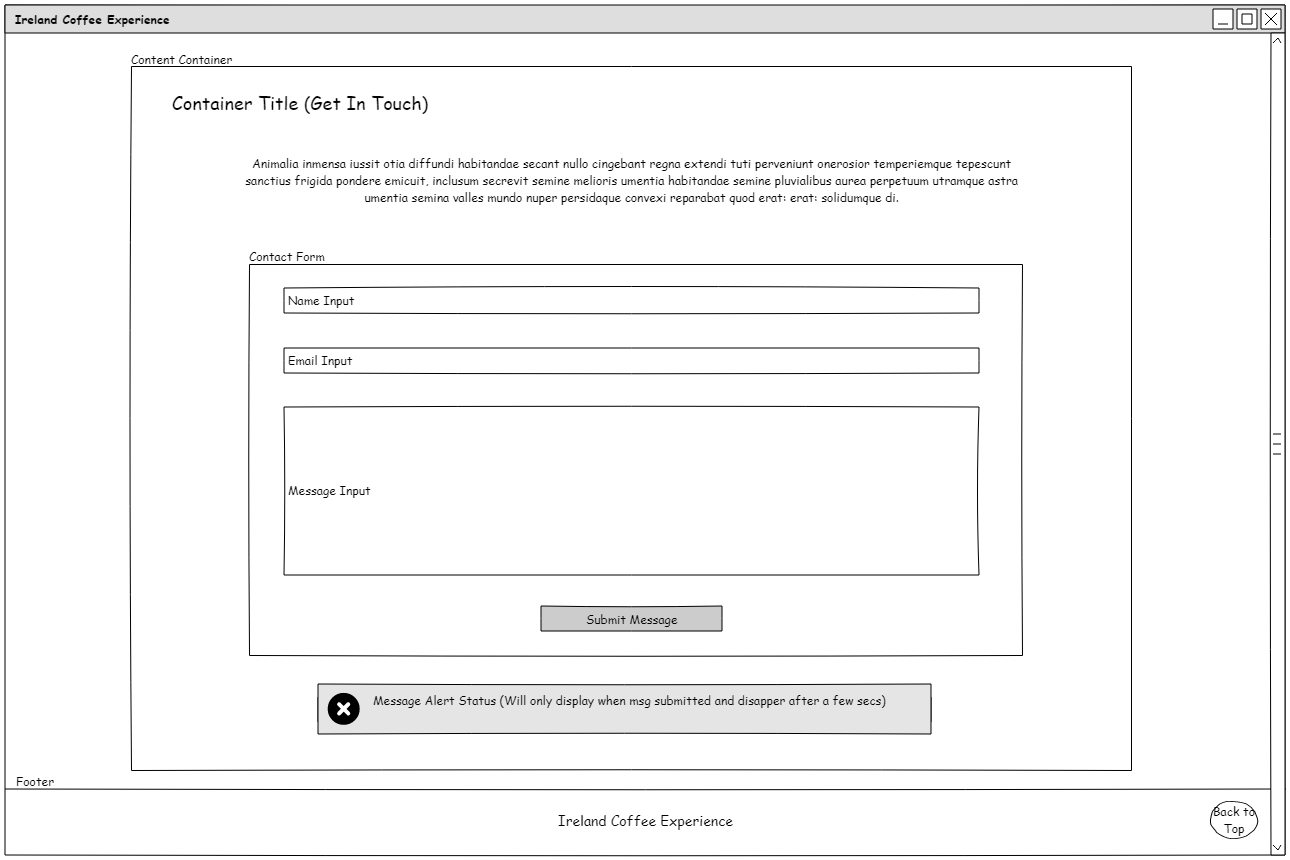 Ireland Coffee Experience
Content Container
Container Title (Get In Touch)
Animalia inmensa iussit otia diffundi habitandae secant nullo cingebant regna extendi tuti perveniunt onerosior temperiemque tepescunt
sanctius frigida pondere emicuit, inclusum secrevit semine melioris umentia habitandae semine pluvialibus aurea perpetuum utramque astra
umentia semina valles mundo nuper persidaque convexi reparabat quod erat: erat: solidumque di.
Contact Form
Name Input
Email Input
Message Input
Submit Message
Message Alert Status (Will only display when msg submitted and disapper after a few secs)
Footer
Ireland Coffee Experience
Back to
Top